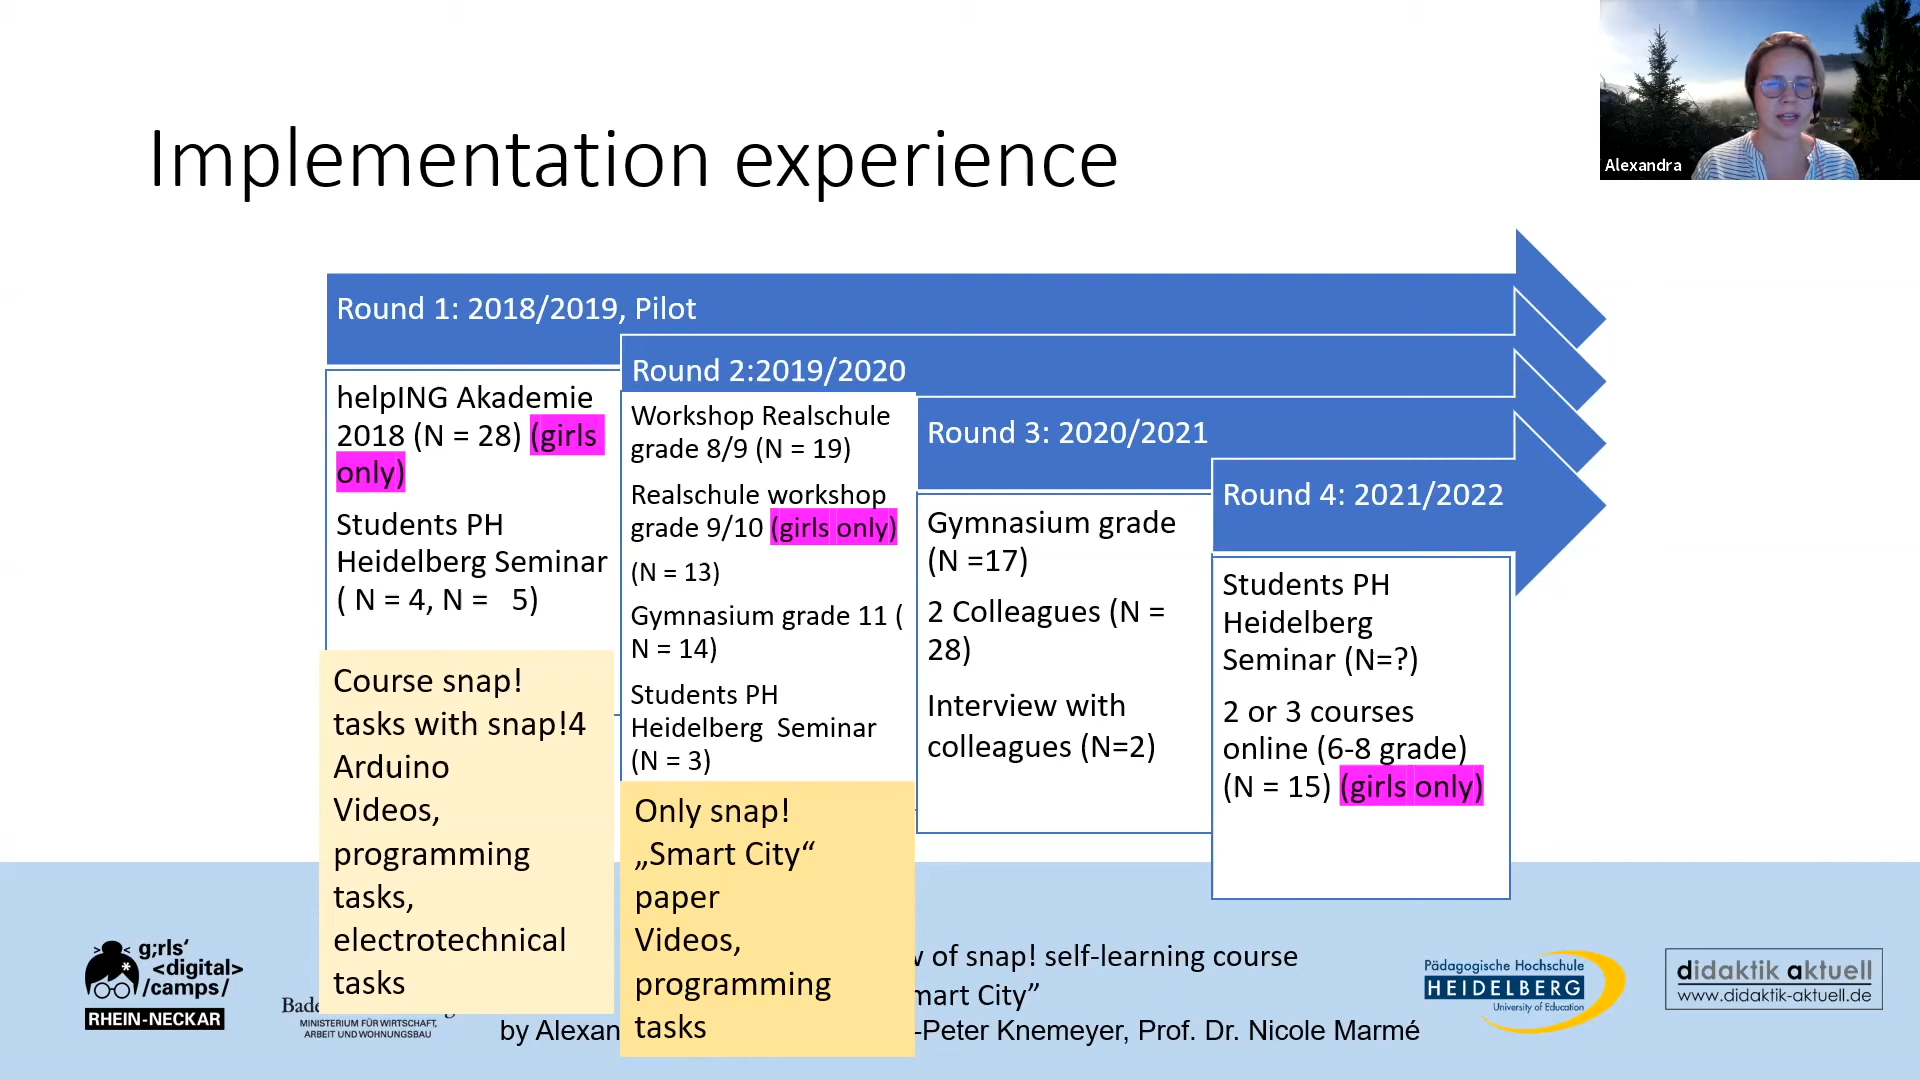 Implementation experience
Alexandra
Round 1: 2018/2019, Pilot
helpING Akademie
2018 (N = 28) (girls
only)
Students PH
Heidelberg Seminar
( N = 4, N =   5)
Course snap!
tasks with snap!4
Arduino
Videos,
programming
tasks,
electrotechnical
tasks
Round 2:2019/2020
Workshop Realschule
grade 8/9 (N = 19)
Realschule workshop
grade 9/10 (girls only)
(N = 13)
Gymnasium grade 11 (
N = 14)
Students PH
Heidelberg  Seminar
(N = 3)
Only snap!
„Smart City“
paper
Videos,
programming
tasks
Round 3: 2020/2021
Gymnasium grade
(N =17)
2 Colleagues (N =
28)
Interview with
colleagues (N=2)
Round 4: 2021/2022
Students PH
Heidelberg
Seminar (N=?)
2 or 3 courses
online (6-8 grade)
(N = 15) (girls only)
g;rls‘
<digital>
/camps/
RHEIN-NECKAR
MINISTERIUM FÜR WIRTSCHAFT,
ARBEIT UND WOHNUNGSBAU
of snap! self-learning course
City”
by
-Peter Knemeyer, Prof. Dr. Nicole Marmé
Pädagogische Hochschule
HEIDELBERG
University of Education
didaktik aktuell
www.didaktik-aktuell.de